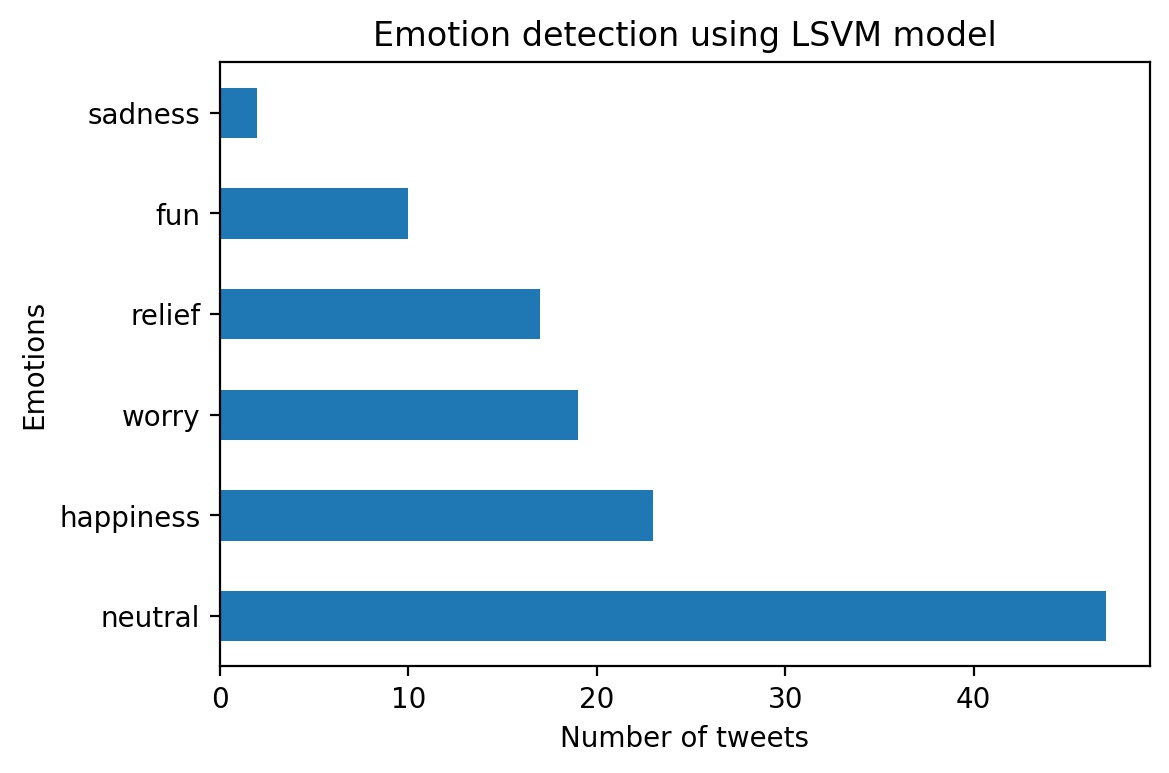 Emotion detection using LSVM model
sadness
fun
relief
worry
happiness
neutral
Emotions
0 10 20 30 40
Number of tweets